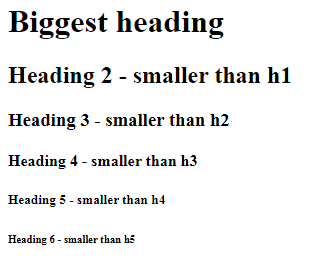 Biggest heading
Heading 2 - smaller than h1
Heading 3 - smaller than h2
Heading 4 - smaller than h3
Heading 5 - smaller than h4
Heading 6 - smaller than h5